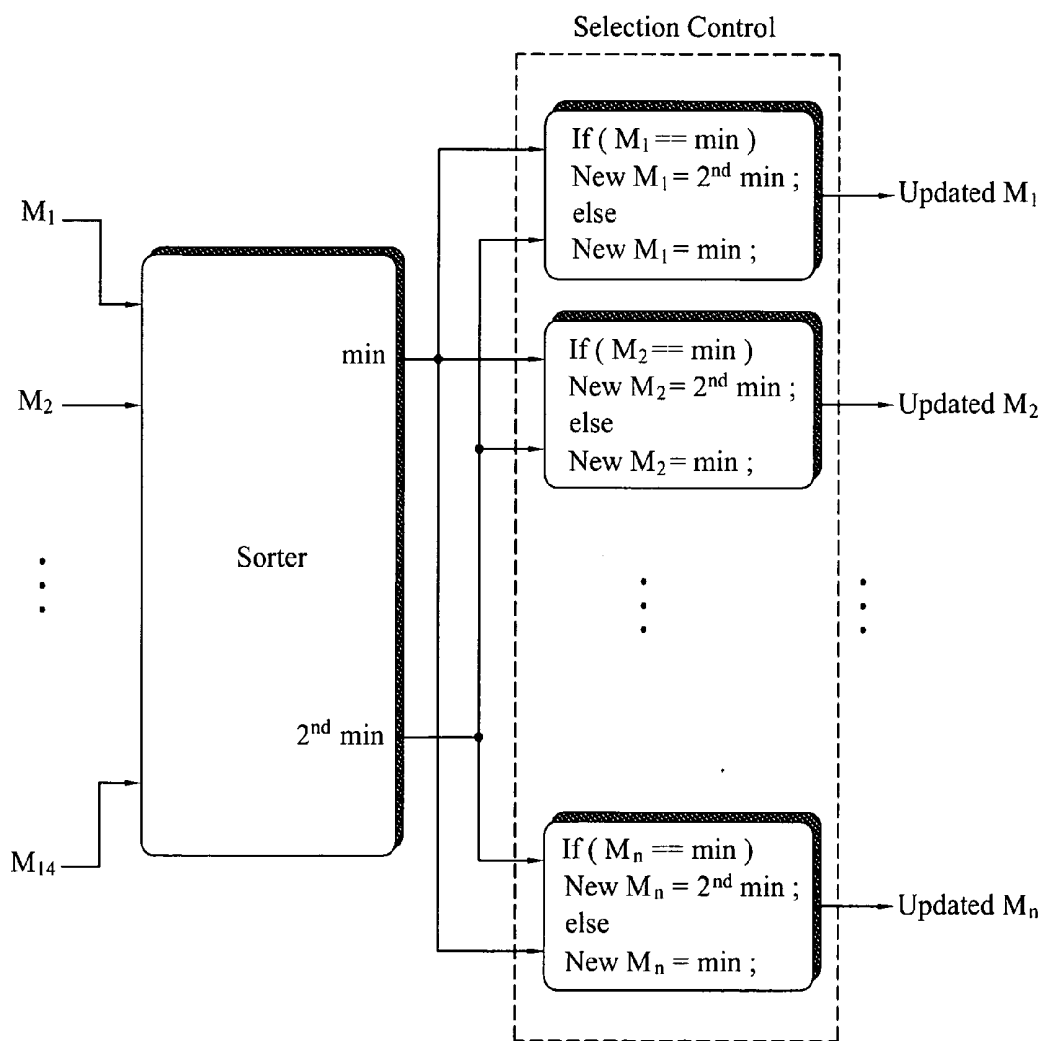 Selection Control
M₁
M₂
M₁₄
Sorter
min
2ⁿᵈ min
If ( M₁ == min )
New M₁ = 2ⁿᵈ min ;
else
New M₁ = min ;
Updated M₁
If ( M₂ == min )
New M₂ = 2ⁿᵈ min ;
else
New M₂ = min ;
Updated M₂
If ( Mₙ == min )
New Mₙ = 2ⁿᵈ min ;
else
New Mₙ = min ;
Updated Mₙ